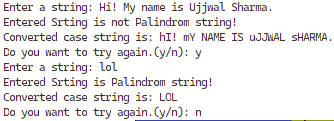 Enter a string: Hi! My name is Ujjwal Sharma.
Entered Srting is not Palindrom string!
Converted case string is: hI! mY NAME IS uJJWAL sHARMA.
Do you want to try again.(y/n): y
Enter a string: lol
Entered Srting is Palindrom string!
Converted case string is: LOL
Do you want to try again.(y/n): n